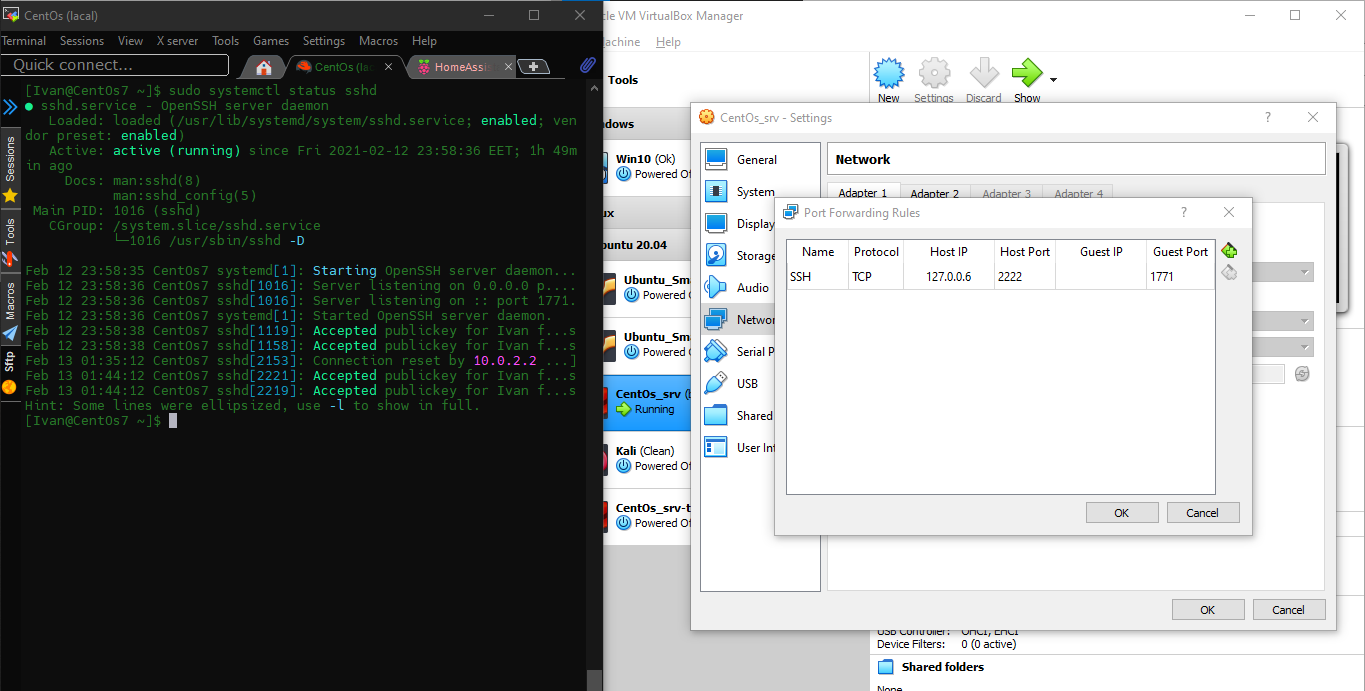 CentOs (lacal)
Terminal Sessions View X server Tools Games Settings Macros Help
Quick connect...
CentOs (la
HomeAssis
Sessions
Tools
Macros
Sftp
[Ivan@CentOs7 ~]$ sudo systemctl status sshd
● sshd.service - OpenSSH server daemon
Loaded: loaded (/usr/lib/systemd/system/sshd.service; enabled; ven
dor preset: enabled)
Active: active (running) since Fri 2021-02-12 23:58:36 EET; 1h 49m
in ago
Docs: man:sshd(8)
man:sshd_config(5)
Main PID: 1016 (sshd)
CGroup: /system.slice/sshd.service
└─1016 /usr/sbin/sshd -D
Feb 12 23:58:35 CentOs7 systemd[1]: Starting OpenSSH server daemon...
Feb 12 23:58:36 CentOs7 sshd[1016]: Server listening on 0.0.0.0 p....
Feb 12 23:58:36 CentOs7 sshd[1016]: Server listening on :: port 1771.
Feb 12 23:58:36 CentOs7 systemd[1]: Started OpenSSH server daemon.
Feb 12 23:58:38 CentOs7 sshd[1119]: Accepted publickey for Ivan f...s
Feb 12 23:58:38 CentOs7 sshd[1158]: Accepted publickey for Ivan f...s
Feb 13 01:35:12 CentOs7 sshd[2153]: Connection reset by 10.0.2.2 ...]
Feb 13 01:44:12 CentOs7 sshd[2221]: Accepted publickey for Ivan f...s
Feb 13 01:44:12 CentOs7 sshd[2219]: Accepted publickey for Ivan f...s
Hint: Some lines were ellipsized, use -l to show in full.
[Ivan@CentOs7 ~]$
cle VM VirtualBox Manager
achine Help
Tools
New Settings Discard Show
dows
Win10 (Ok)
Powered Of
ux
buntu 20.04
Ubuntu_Sma
Powered O
Ubuntu_Sma
Powered O
CentOs_srv (
Running
Kali (Clean)
Powered Of
CentOs_srv-t
Powered Of
CentOs_srv - Settings
?
General
System
Display
Storage
Audio
Networ
Serial P
USB
Shared
User Int
Network
Adapter 1 Adapter 2 Adapter 3 Adapter 4
Port Forwarding Rules
?
Name Protocol Host IP Host Port Guest IP Guest Port
SSH TCP 127.0.0.6 2222 1771
OK Cancel
OK Cancel
USB Controller: OHCI, EHCI
Device Filters: 0 (0 active)
Shared folders
None